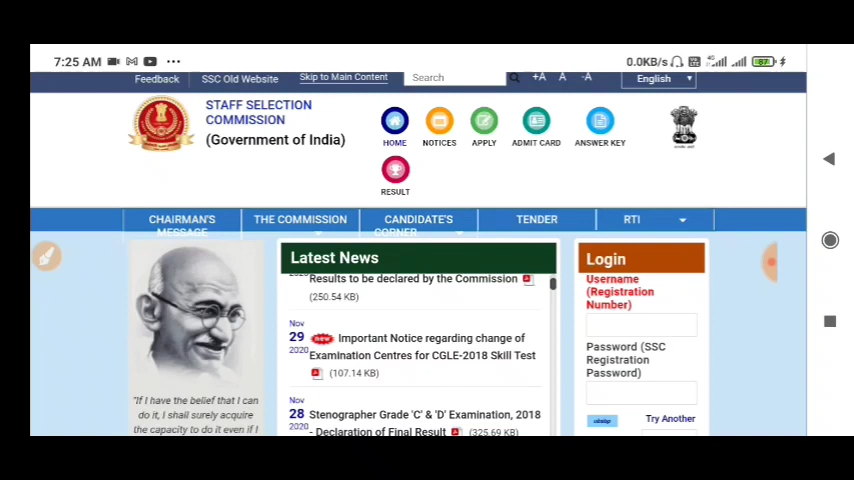 7:25 AM
0.0KB/s
4G
87
Feedback
SSC Old Website
Skip to Main Content
Search
+A A -A
English
STAFF SELECTION
COMMISSION
(Government of India)
HOME
NOTICES
APPLY
ADMIT CARD
ANSWER KEY
RESULT
CHAIRMAN'S
MESSAGE
THE COMMISSION
CANDIDATE'S
CORNER
TENDER
RTI
"If I have the belief that I can
do it, I shall surely acquire
the capacity to do it even if I
Latest News
2020
Results to be declared by the Commission
(250.54 KB)
Nov
29
2020
new Important Notice regarding change of
Examination Centres for CGLE-2018 Skill Test
(107.14 KB)
Nov
28
2020
Stenographer Grade 'C' & 'D' Examination, 2018
- Declaration of Final Result (325.69 KB)
Login
Username
(Registration
Number)
Password (SSC
Registration
Password)
Try Another